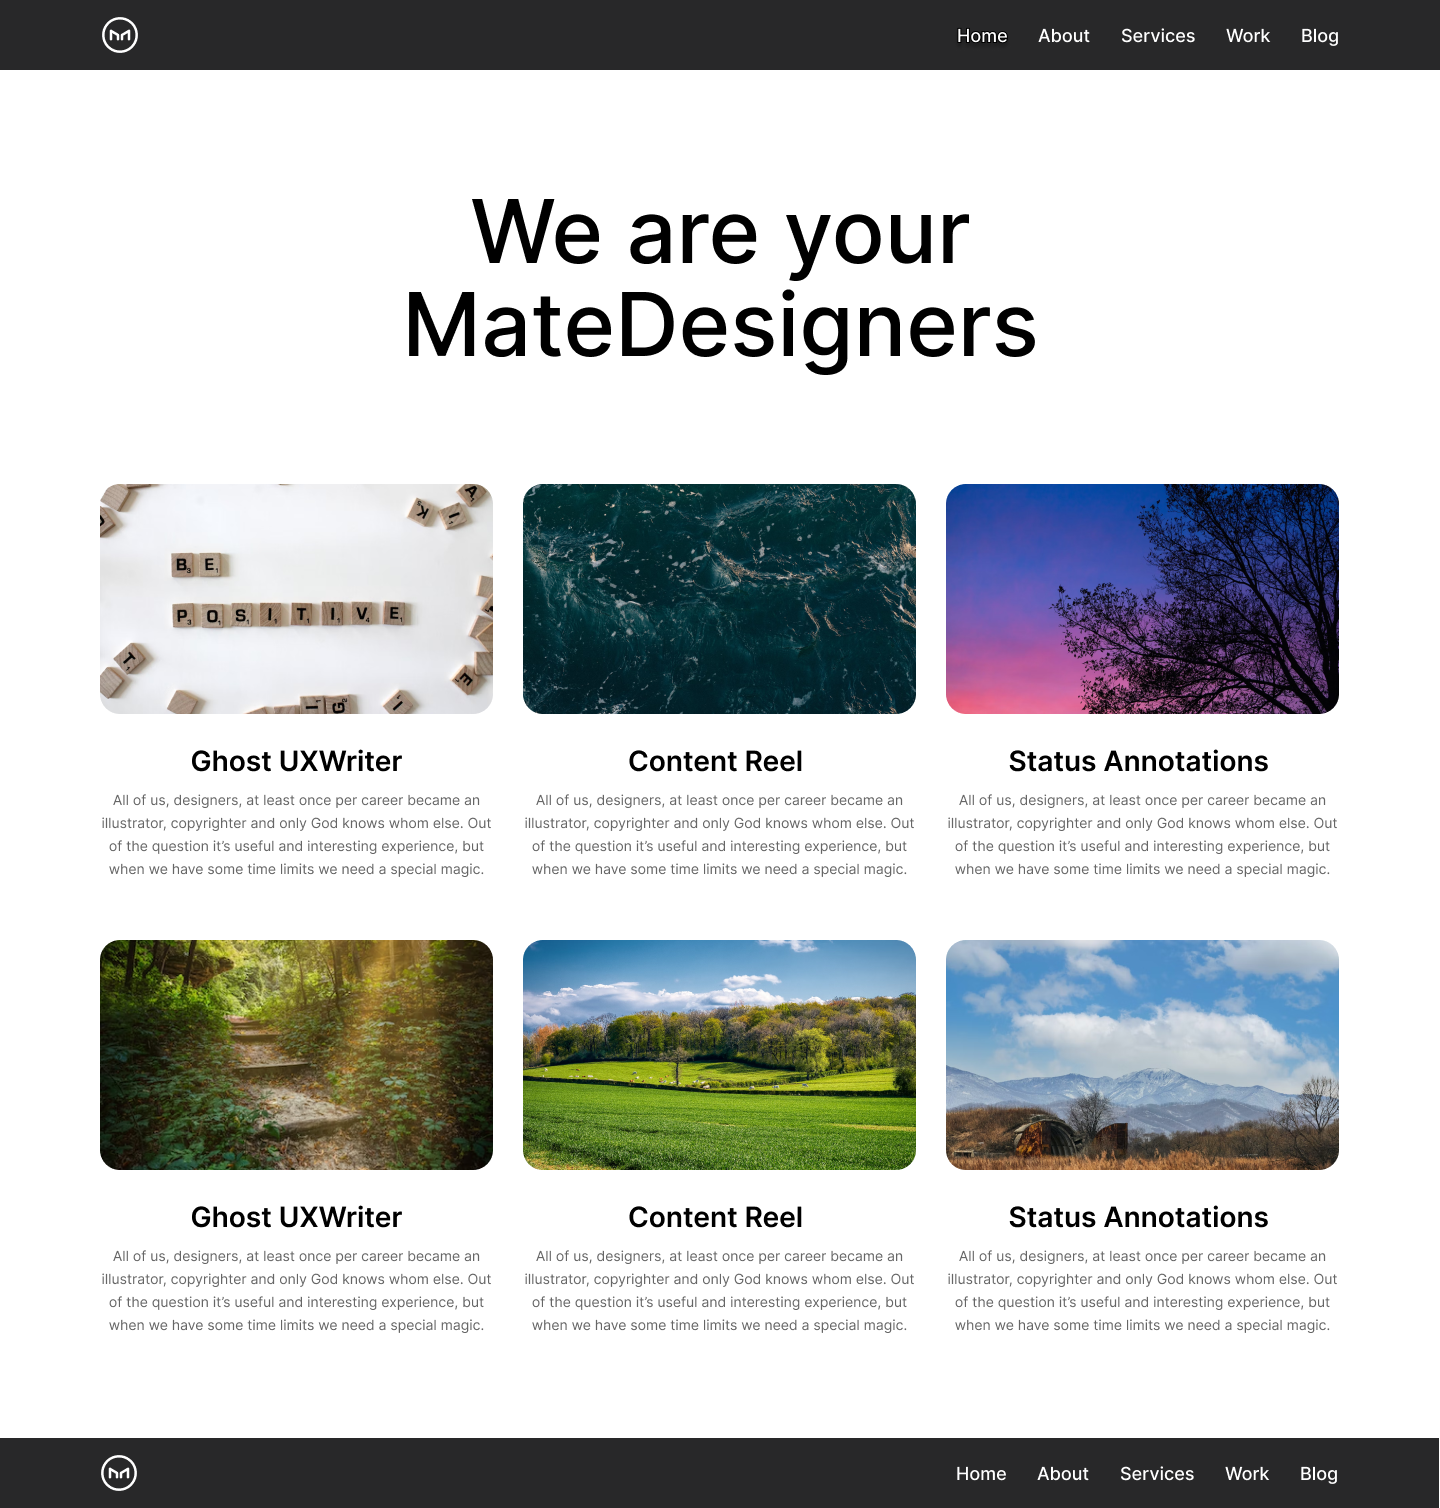 Home About Services Work Blog
We are your
MateDesigners
BE
POSITIVE
Ghost UXWriter
All of us, designers, at least once per career became an
illustrator, copyrighter and only God knows whom else. Out
of the question it’s useful and interesting experience, but
when we have some time limits we need a special magic.
Content Reel
All of us, designers, at least once per career became an
illustrator, copyrighter and only God knows whom else. Out
of the question it’s useful and interesting experience, but
when we have some time limits we need a special magic.
Status Annotations
All of us, designers, at least once per career became an
illustrator, copyrighter and only God knows whom else. Out
of the question it’s useful and interesting experience, but
when we have some time limits we need a special magic.
Ghost UXWriter
All of us, designers, at least once per career became an
illustrator, copyrighter and only God knows whom else. Out
of the question it’s useful and interesting experience, but
when we have some time limits we need a special magic.
Content Reel
All of us, designers, at least once per career became an
illustrator, copyrighter and only God knows whom else. Out
of the question it’s useful and interesting experience, but
when we have some time limits we need a special magic.
Status Annotations
All of us, designers, at least once per career became an
illustrator, copyrighter and only God knows whom else. Out
of the question it’s useful and interesting experience, but
when we have some time limits we need a special magic.
Home About Services Work Blog